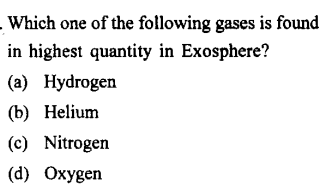 . Which one of the following gases is found
in highest quantity in Exosphere?
(a) Hydrogen
(b) Helium
(c) Nitrogen
(d) Oxygen